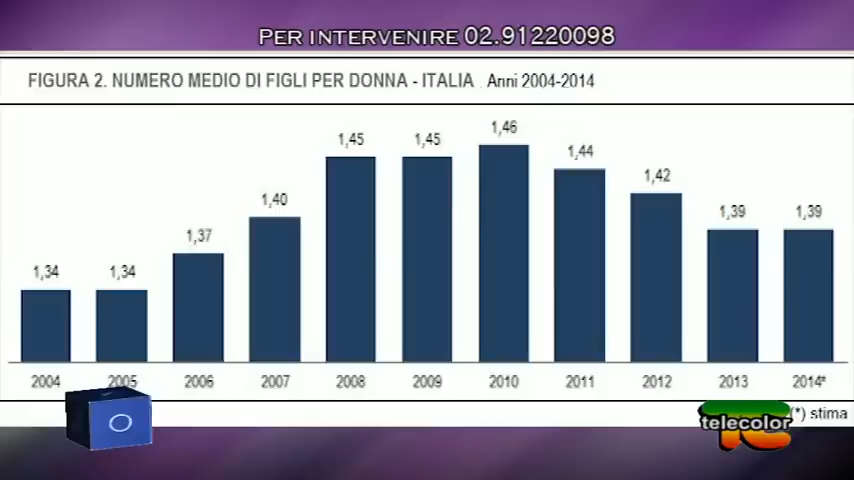 PER INTERVENIRE 02.91220098
FIGURA 2. NUMERO MEDIO DI FIGLI PER DONNA - ITALIA. Anni 2004-2014
1,34 1,34 1,37 1,40 1,45 1,45 1,46 1,44 1,42 1,39 1,39
2004 2005 2006 2007 2008 2009 2010 2011 2012 2013 2014*
(*) stima
telecolor